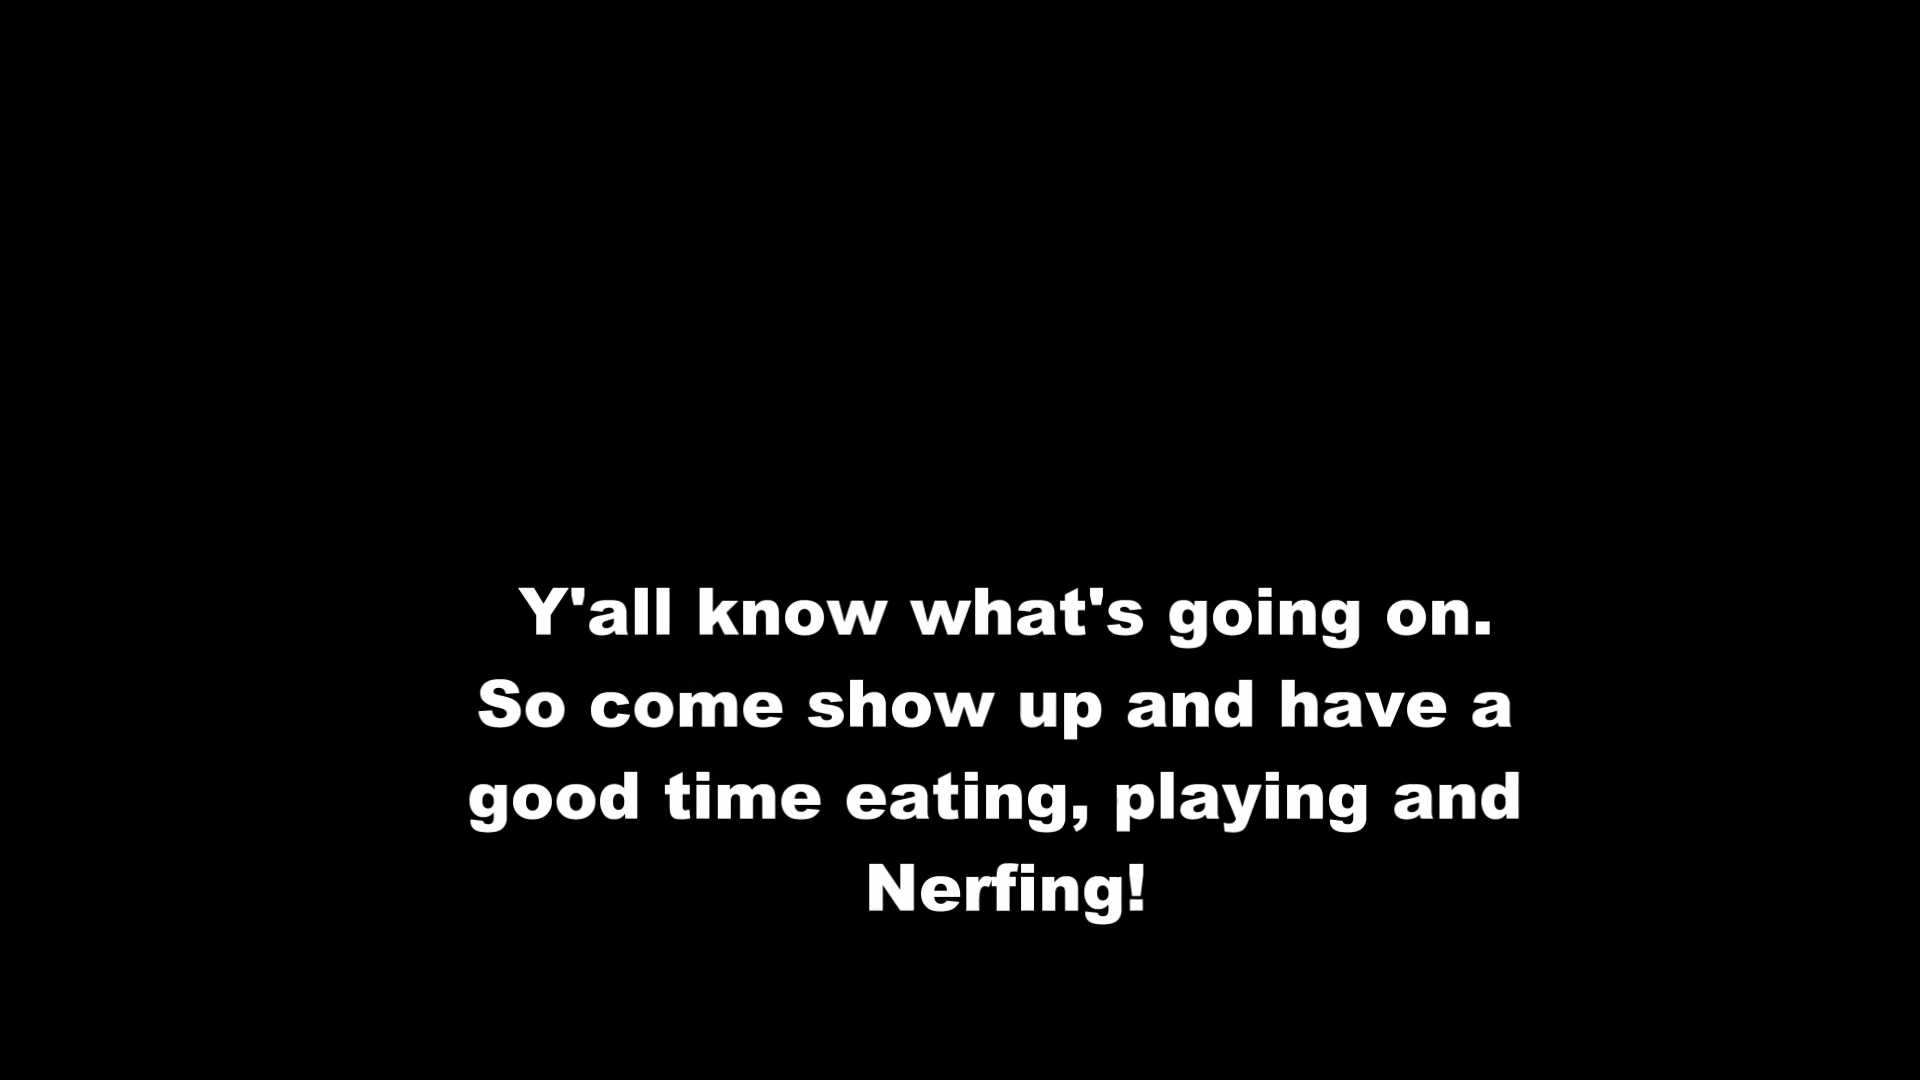 Y'all know what's going on.
So come show up and have a
good time eating, playing and
Nerfing!